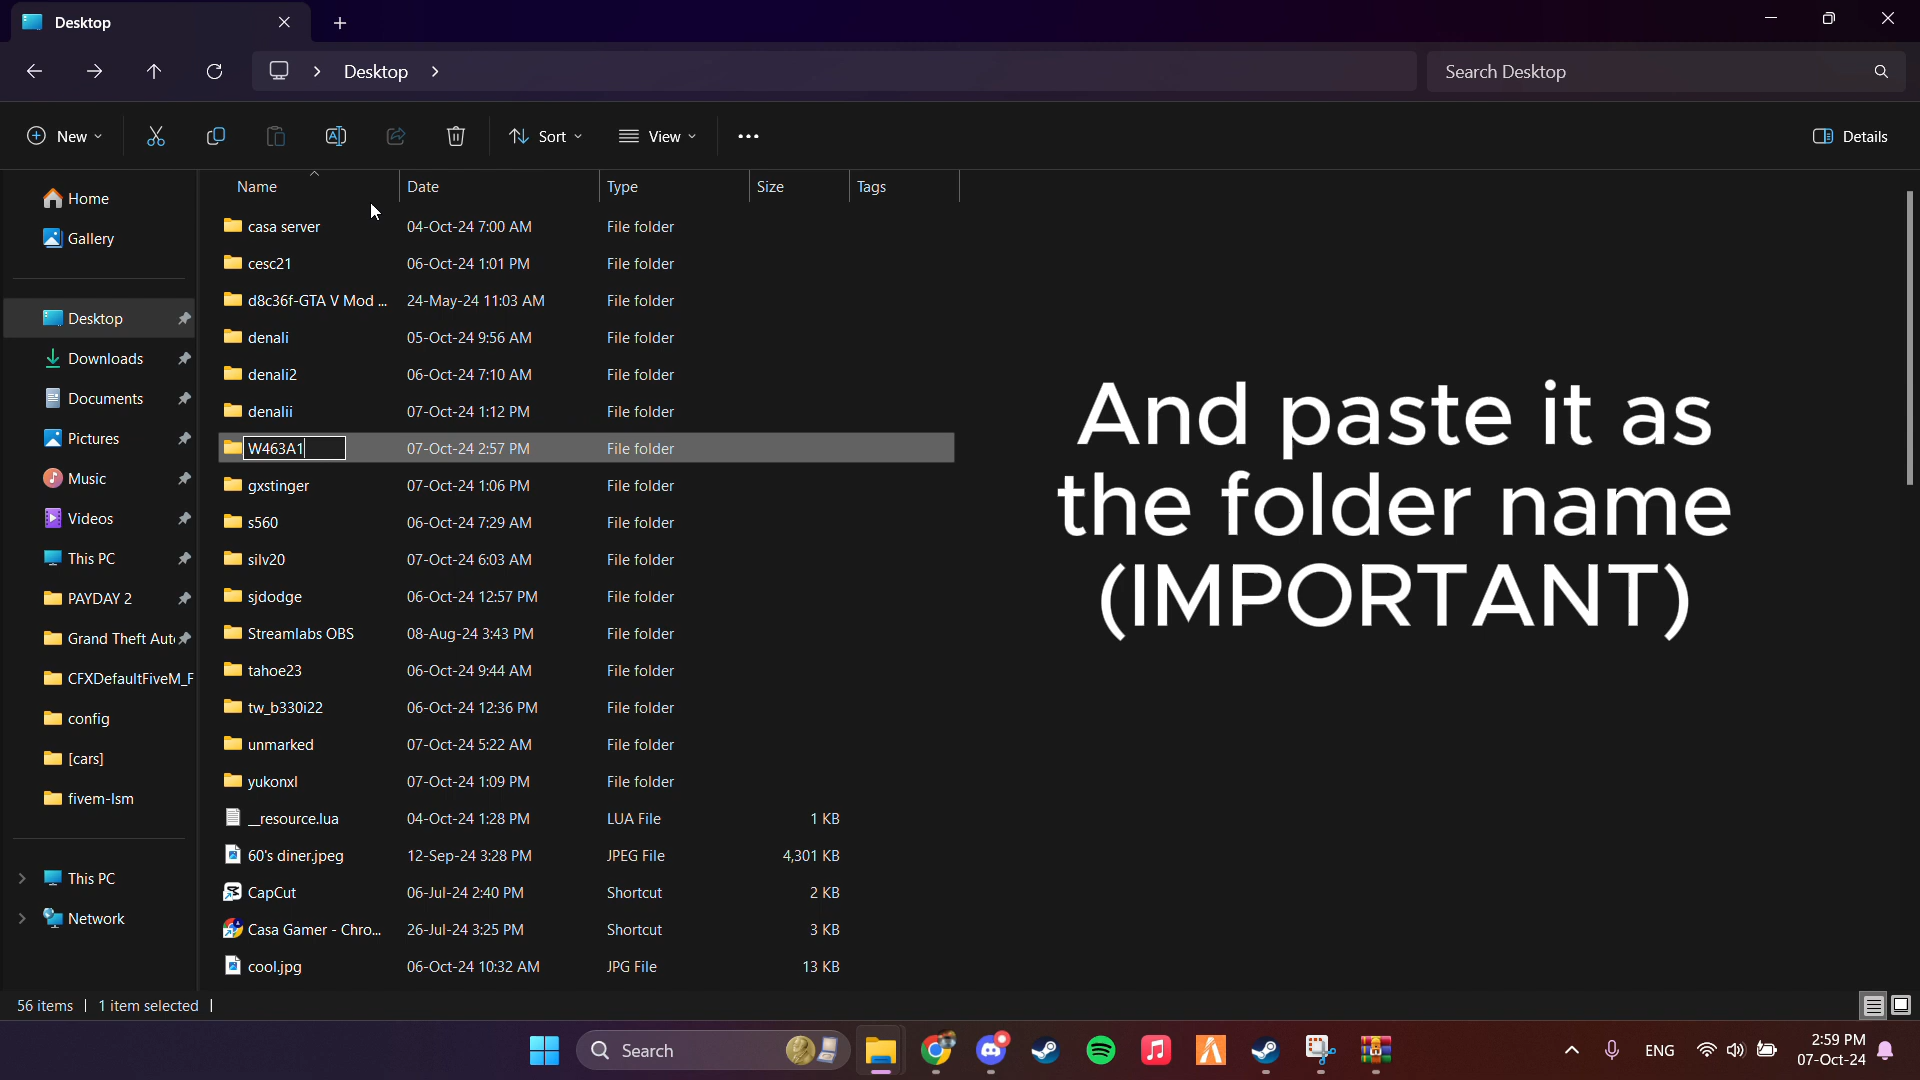 Desktop
Desktop
Search Desktop
New
Sort
View
Details
Home
Gallery
Desktop
Downloads
Documents
Pictures
Music
Videos
This PC
PAYDAY 2
Grand Theft Aut
CFXDefaultFiveM_F
config
[cars]
fivem-lsm
This PC
Network
Name Date Type Size Tags
casa server 04-Oct-24 7:00 AM File folder
cesc21 06-Oct-24 1:01 PM File folder
d8c36f-GTA V Mod ... 24-May-24 11:03 AM File folder
denali 05-Oct-24 9:56 AM File folder
denali2 06-Oct-24 7:10 AM File folder
denalii 07-Oct-24 1:12 PM File folder
W463A1 07-Oct-24 2:57 PM File folder
gxstinger 07-Oct-24 1:06 PM File folder
s560 06-Oct-24 7:29 AM File folder
silv20 07-Oct-24 6:03 AM File folder
sjdodge 06-Oct-24 12:57 PM File folder
Streamlabs OBS 08-Aug-24 3:43 PM File folder
tahoe23 06-Oct-24 9:44 AM File folder
tw_b330i22 06-Oct-24 12:36 PM File folder
unmarked 07-Oct-24 5:22 AM File folder
yukonxl 07-Oct-24 1:09 PM File folder
__resource.lua 04-Oct-24 1:28 PM LUA File 1 KB
60's diner.jpeg 12-Sep-24 3:28 PM JPEG File 4,301 KB
CapCut 06-Jul-24 2:40 PM Shortcut 2 KB
Casa Gamer - Chro... 26-Jul-24 3:25 PM Shortcut 3 KB
cool.jpg 06-Oct-24 10:32 AM JPG File 13 KB
And paste it as
the folder name
(IMPORTANT)
56 items 1 item selected
Search
ENG
2:59 PM
07-Oct-24